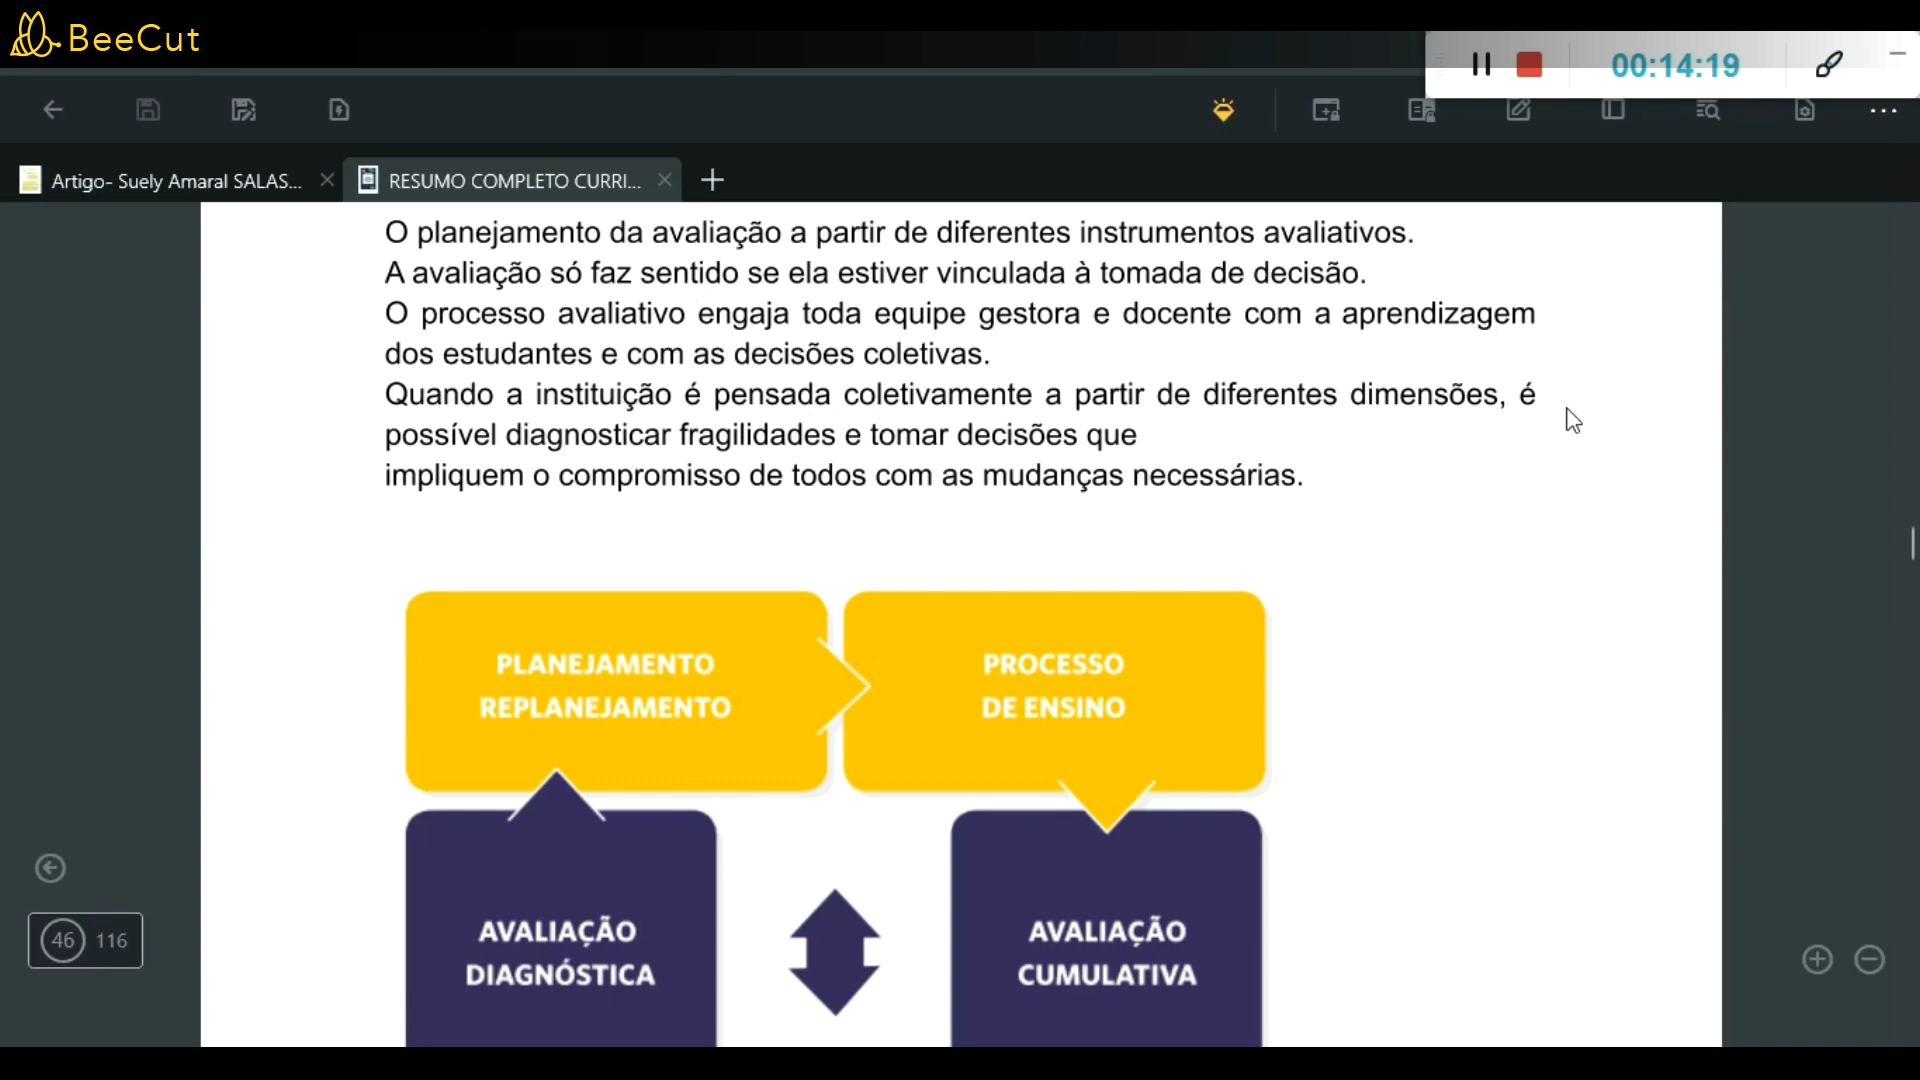 BeeCut
00:14:19
Artigo- Suely Amaral SALAS...
RESUMO COMPLETO CURRI...
O planejamento da avaliação a partir de diferentes instrumentos avaliativos.
A avaliação só faz sentido se ela estiver vinculada à tomada de decisão.
O processo avaliativo engaja toda equipe gestora e docente com a aprendizagem
dos estudantes e com as decisões coletivas.
Quando a instituição é pensada coletivamente a partir de diferentes dimensões, é
possível diagnosticar fragilidades e tomar decisões que
impliquem o compromisso de todos com as mudanças necessárias.
PLANEJAMENTO
REPLANEJAMENTO
PROCESSO
DE ENSINO
AVALIAÇÃO
DIAGNÓSTICA
AVALIAÇÃO
CUMULATIVA
46 116